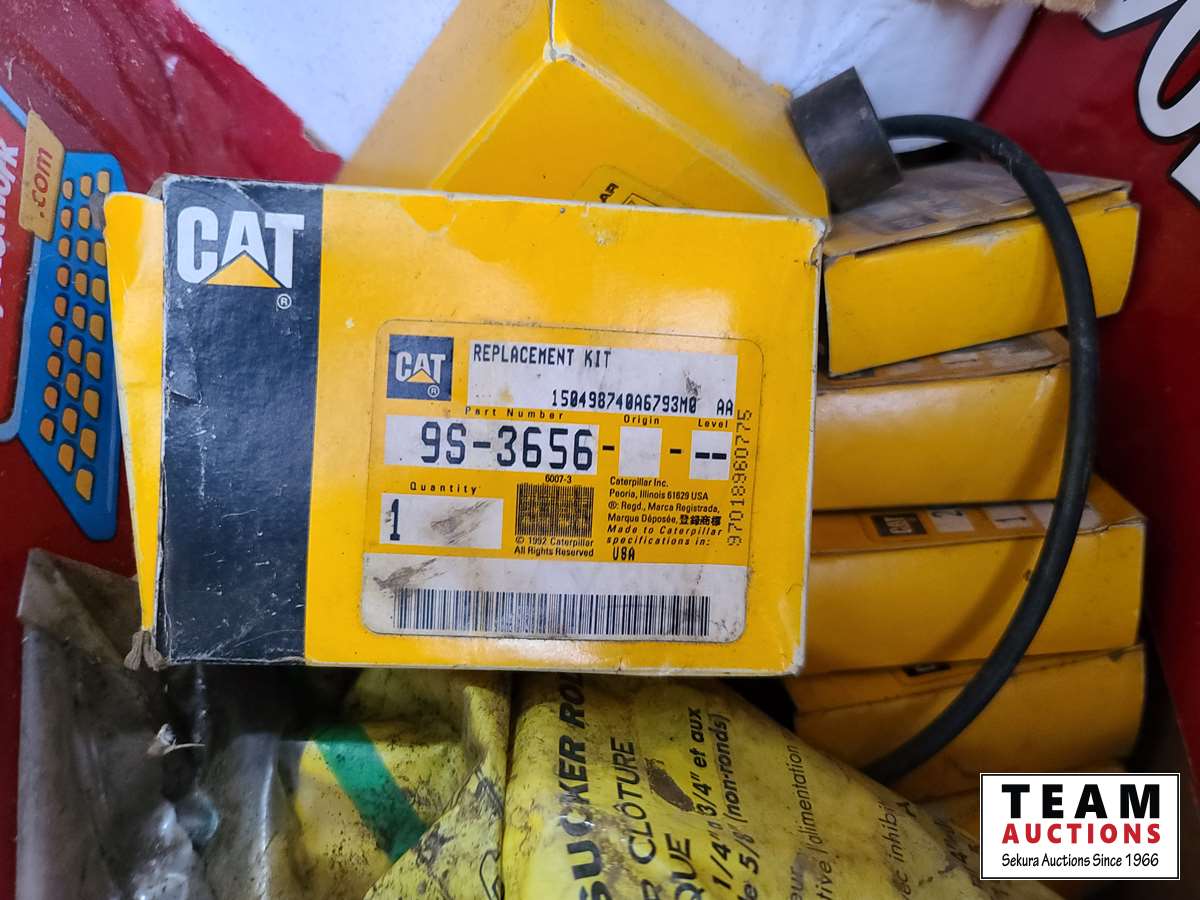 .com
CAT
®
CAT
®
REPLACEMENT KIT
150498740A6793M0 AA
Part Number
Origin
Level
9S-3656- - --
Quantity
1
6007-3
© 1992 Caterpillar
All Rights Reserved
Caterpillar Inc.
Peoria, Illinois 61629 USA
®: Regd., Marca Registrada,
Marque Déposée, 登録商標
Made to Caterpillar
specifications in:
USA
9701896077S
2
1
SUCKER RO
CLÔTURE
QUE
1/4" 3/4" et aux
5/8" (non-ronds)
alimentation
TEAM
AUCTIONS
Sekura Auctions Since 1966